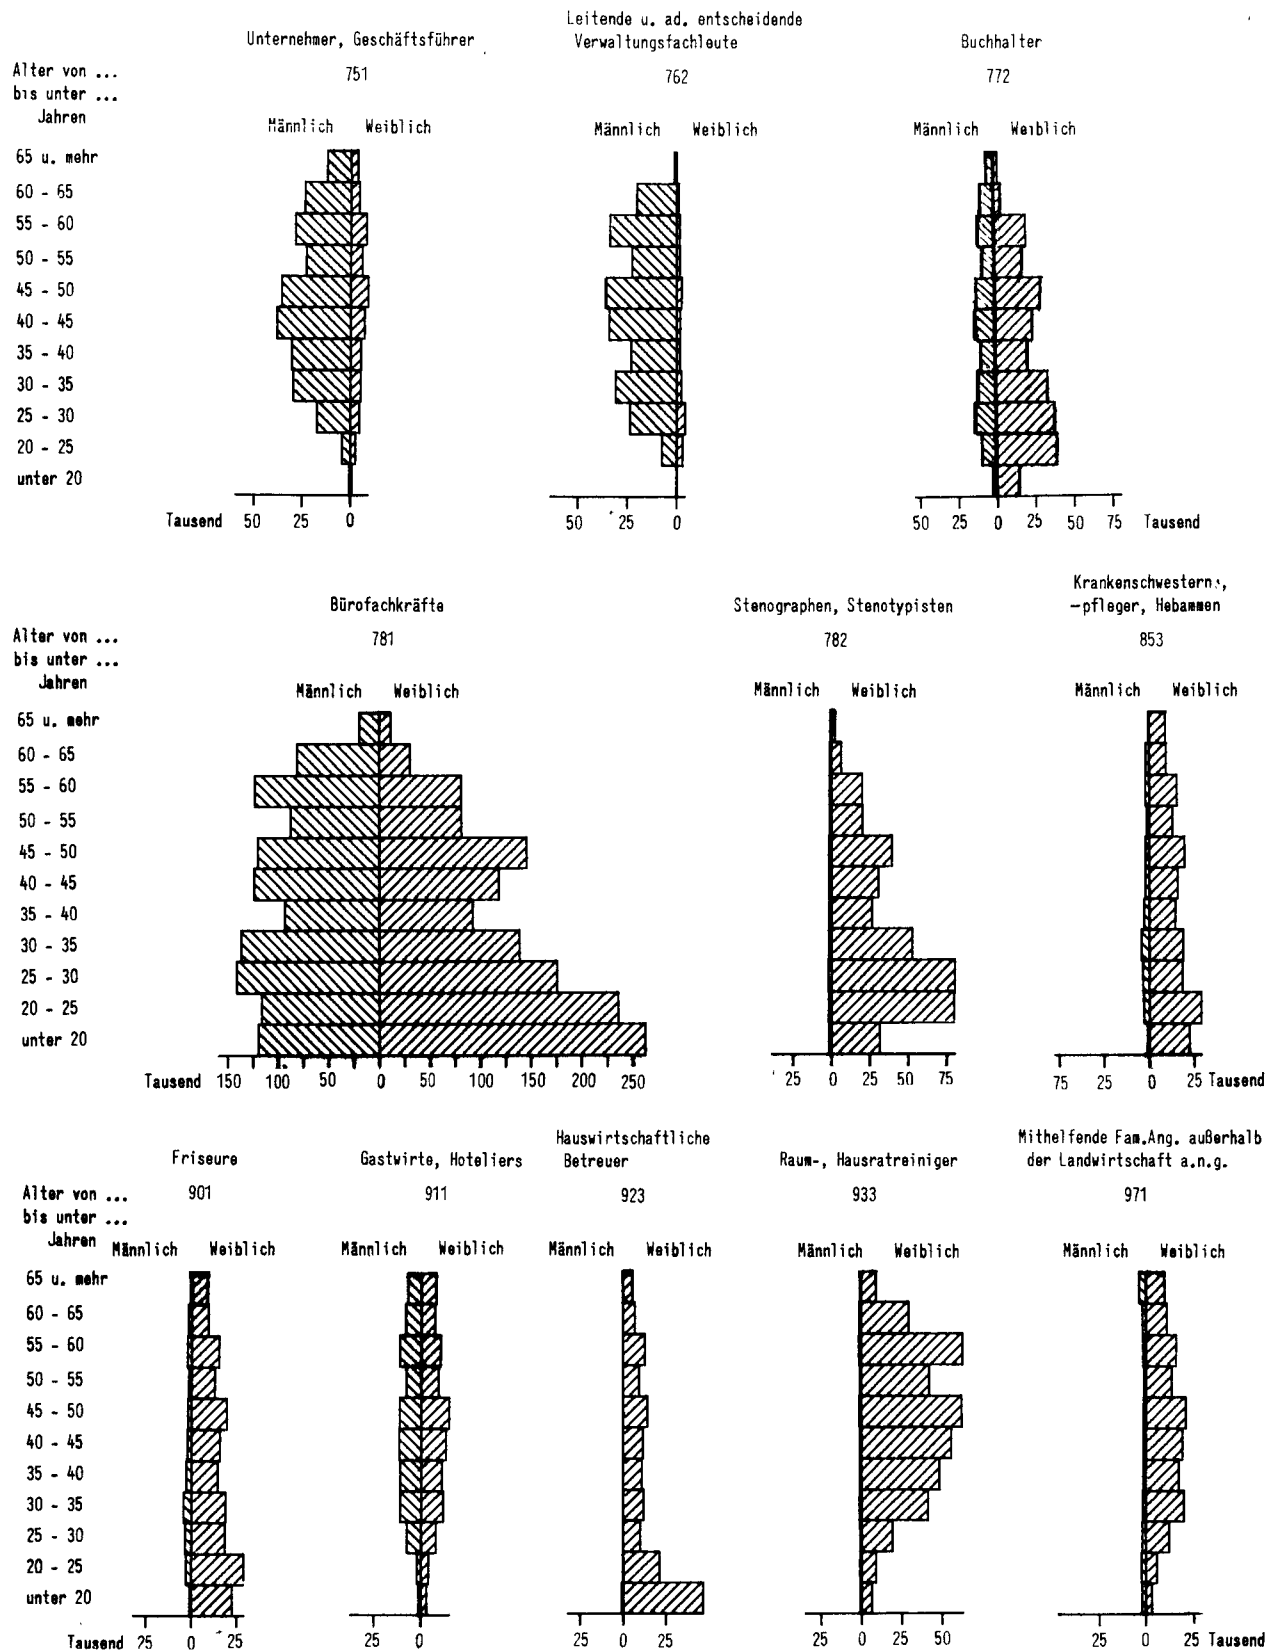 Unternehmer, Geschäftsführer
751
Leitende u. ad. entscheidende
Verwaltungsfachleute
762
Buchhalter
772
Alter von ...
bis unter ...
Jahren
Männlich Weiblich
Männlich Weiblich
Männlich Weiblich
65 u. mehr
60 - 65
55 - 60
50 - 55
45 - 50
40 - 45
35 - 40
30 - 35
25 - 30
20 - 25
unter 20
Tausend 50 25 0
50 25 0
50 25 0 25 50 75 Tausend
Bürofachkräfte
781
Stenographen, Stenotypisten
782
Krankenschwestern,
-pfleger, Hebammen
853
Alter von ...
bis unter ...
Jahren
Männlich Weiblich
Männlich Weiblich
Männlich Weiblich
65 u. mehr
60 - 65
55 - 60
50 - 55
45 - 50
40 - 45
35 - 40
30 - 35
25 - 30
20 - 25
unter 20
Tausend 150 100 50 0 50 100 150 200 250
25 0 25 50 75
75 25 0 25 Tausend
Friseure
901
Gastwirte, Hoteliers
911
Hauswirtschaftliche
Betreuer
923
Raum-, Hausratreiniger
933
Mithelfende Fam.Ang. außerhalb
der Landwirtschaft a.n.g.
971
Alter von ...
bis unter ...
Jahren
Männlich Weiblich
Männlich Weiblich
Männlich Weiblich
Männlich Weiblich
Männlich Weiblich
65 u. mehr
60 - 65
55 - 60
50 - 55
45 - 50
40 - 45
35 - 40
30 - 35
25 - 30
20 - 25
unter 20
Tausend 75 0 25
25 0
25 0 25
25 0 25 50
25 0 25 Tausend